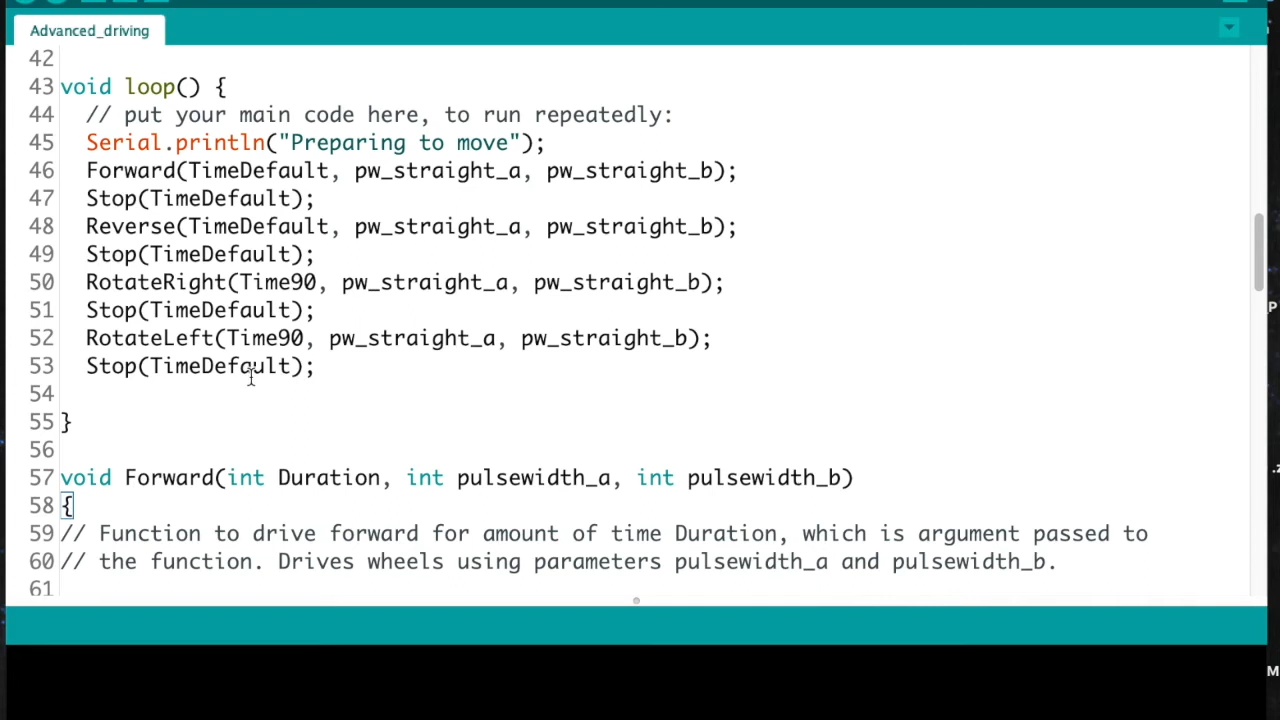 Advanced_driving
42
43 void loop() {
44 // put your main code here, to run repeatedly:
45 Serial.println("Preparing to move");
46 Forward(TimeDefault, pw_straight_a, pw_straight_b);
47 Stop(TimeDefault);
48 Reverse(TimeDefault, pw_straight_a, pw_straight_b);
49 Stop(TimeDefault);
50 RotateRight(Time90, pw_straight_a, pw_straight_b);
51 Stop(TimeDefault);
52 RotateLeft(Time90, pw_straight_a, pw_straight_b);
53 Stop(TimeDefault);
54
55 }
56
57 void Forward(int Duration, int pulsewidth_a, int pulsewidth_b)
58 {
59 // Function to drive forward for amount of time Duration, which is argument passed to
60 // the function. Drives wheels using parameters pulsewidth_a and pulsewidth_b.
61
P
.z
M